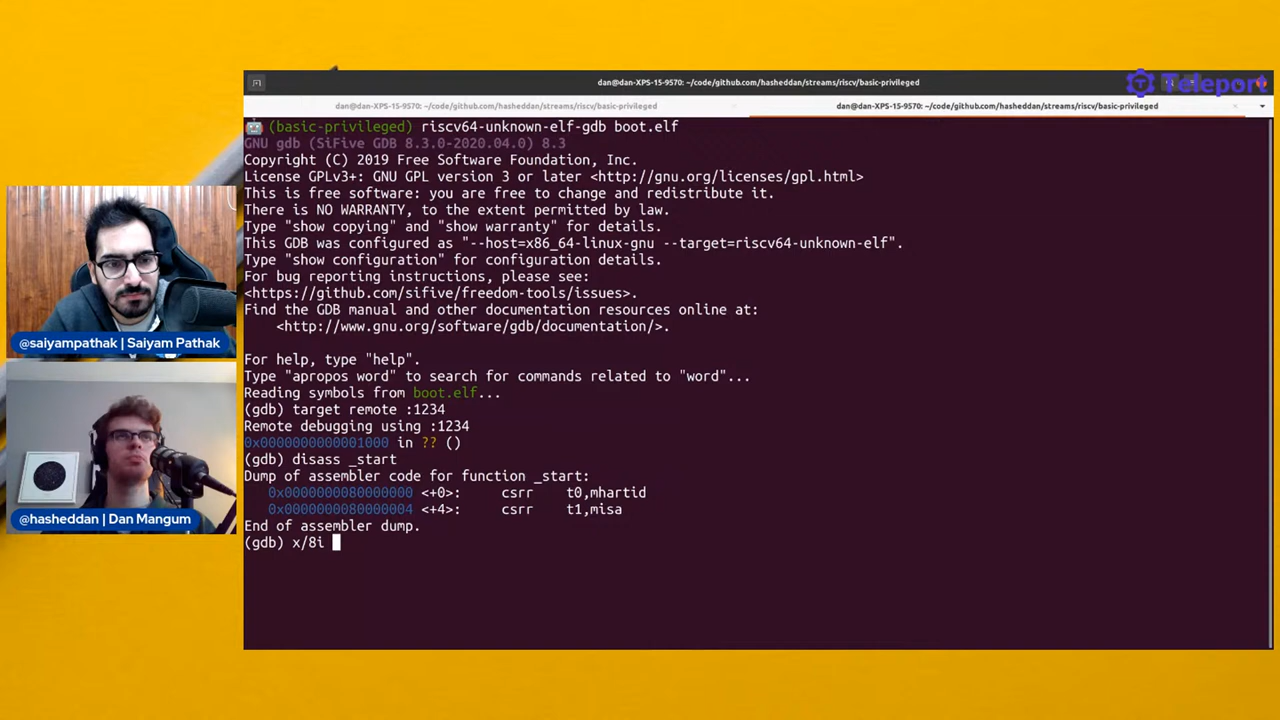 Teleport
dan@dan-XPS-15-9570: ~/code/github.com/hasheddan/streams/riscv/basic-privileged
dan@dan-XPS-15-9570: ~/code/github.com/hasheddan/streams/riscv/basic-privileged
dan@dan-XPS-15-9570: ~/code/github.com/hasheddan/streams/riscv/basic-privileged
(basic-privileged) riscv64-unknown-elf-gdb boot.elf
GNU gdb (SiFive GDB 8.3.0-2020.04.0) 8.3
Copyright (C) 2019 Free Software Foundation, Inc.
License GPLv3+: GNU GPL version 3 or later <http://gnu.org/licenses/gpl.html>
This is free software: you are free to change and redistribute it.
There is NO WARRANTY, to the extent permitted by law.
Type "show copying" and "show warranty" for details.
This GDB was configured as "--host=x86_64-linux-gnu --target=riscv64-unknown-elf".
Type "show configuration" for configuration details.
For bug reporting instructions, please see:
<https://github.com/sifive/freedom-tools/issues>.
Find the GDB manual and other documentation resources online at:
<http://www.gnu.org/software/gdb/documentation/>.
For help, type "help".
Type "apropos word" to search for commands related to "word"...
Reading symbols from boot.elf...
(gdb) target remote :1234
Remote debugging using :1234
0x0000000000001000 in ?? ()
(gdb) disass _start
Dump of assembler code for function _start:
0x0000000080000000 <+0>: csrr t0,mhartid
0x0000000080000004 <+4>: csrr t1,misa
End of assembler dump.
(gdb) x/8i
@saiyampathak | Saiyam Pathak
@hasheddan | Dan Mangum